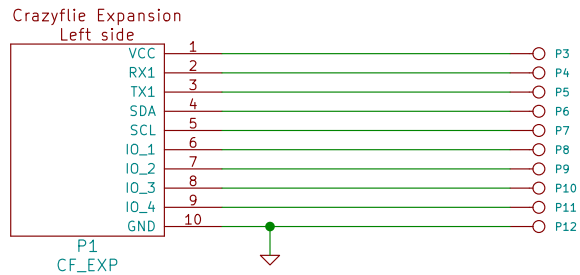 Crazyflie Expansion
Left side
VCC 1 P3
RX1 2 P4
TX1 3 P5
SDA 4 P6
SCL 5 P7
IO_1 6 P8
IO_2 7 P9
IO_3 8 P10
IO_4 9 P11
GND 10 P12
P1
CF_EXP